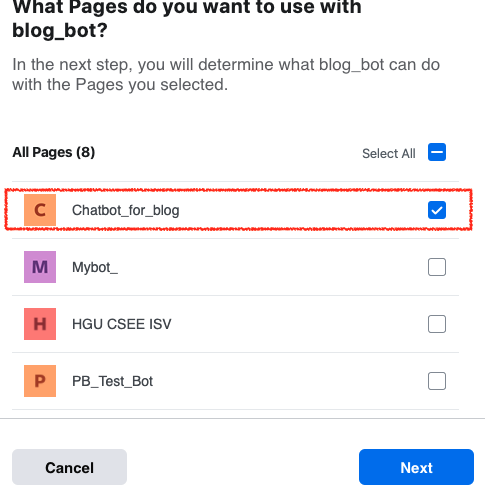 What Pages do you want to use with
blog_bot?
In the next step, you will determine what blog_bot can do
with the Pages you selected.
All Pages (8) Select All
C Chatbot_for_blog
M Mybot_
H HGU CSEE ISV
P PB_Test_Bot
Cancel Next